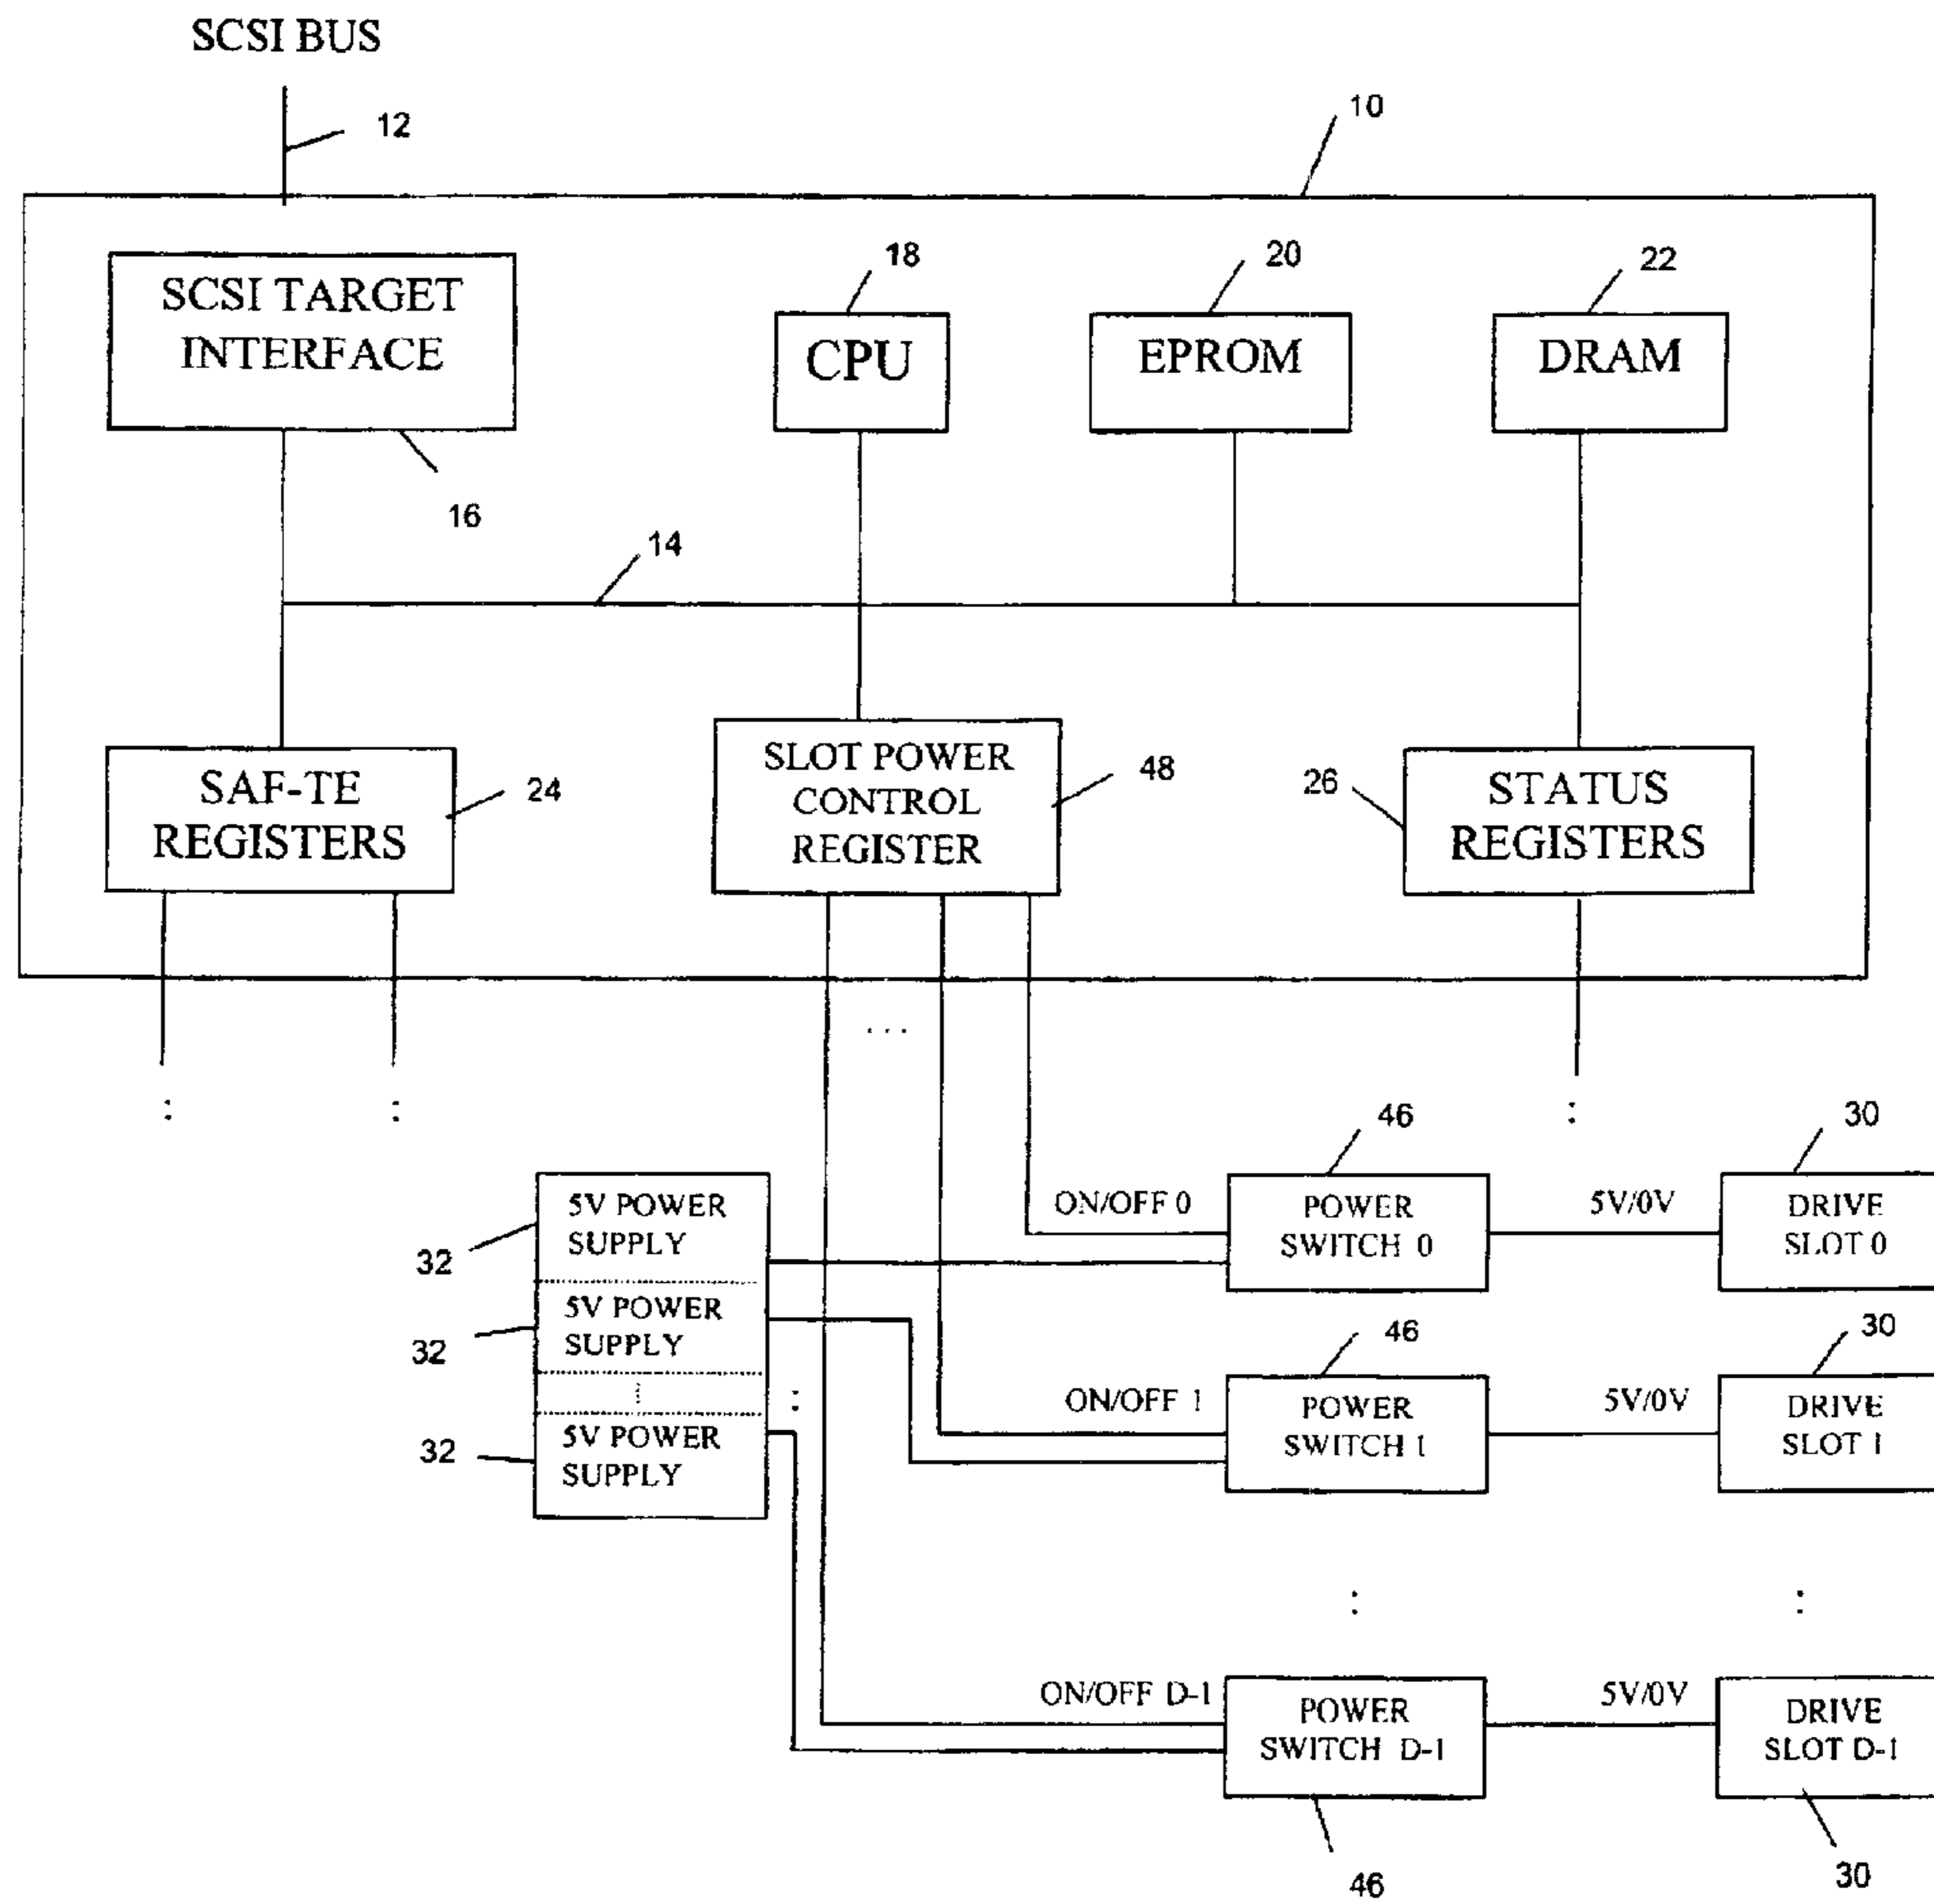 SCSI BUS
12
10
SCSI TARGET
INTERFACE
16
18
CPU
20
EPROM
22
DRAM
14
SAF-TE
REGISTERS
24
SLOT POWER
CONTROL
REGISTER
48
26
STATUS
REGISTERS
...
:
:
:
5V POWER
SUPPLY
32
5V POWER
SUPPLY
32
:
5V POWER
SUPPLY
32
ON/OFF 0
46
POWER
SWITCH 0
5V/0V
30
DRIVE
SLOT 0
ON/OFF 1
46
POWER
SWITCH 1
5V/0V
30
DRIVE
SLOT 1
:
:
ON/OFF D-1
POWER
SWITCH D-1
46
5V/0V
DRIVE
SLOT D-1
30